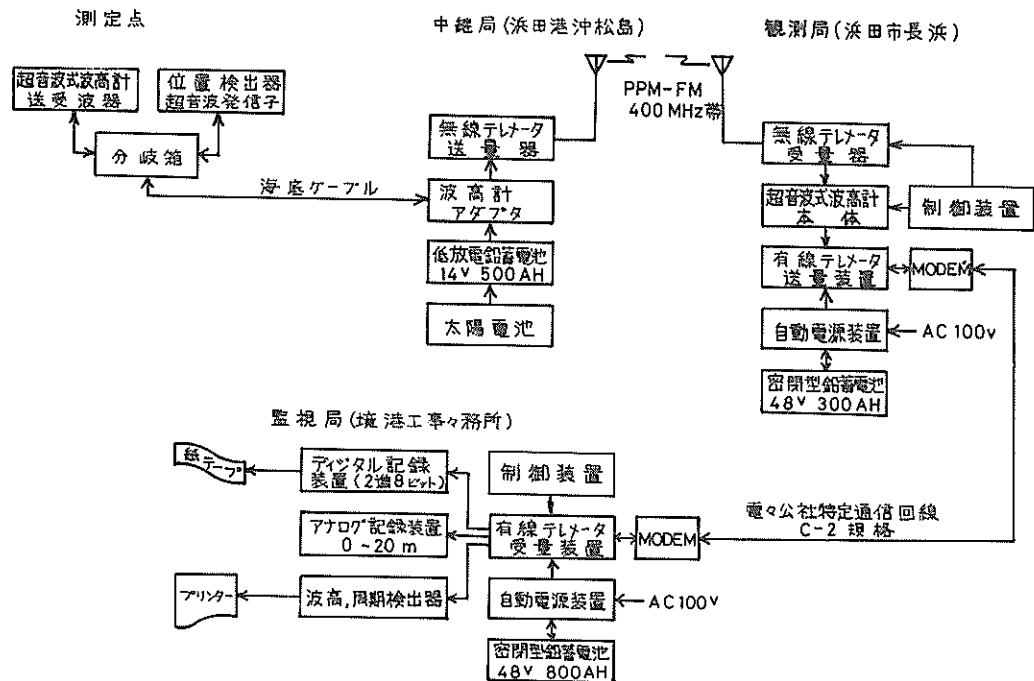 測定点
中継局(浜田港沖松島)
観測局(浜田市長浜)
超音波式波高計
送受波器
位置検出器
超音波発信子
分岐箱
海底ケーブル
無線テレメータ
送量器
波高計
アダプタ
低放電鉛蓄電池
14V 500AH
太陽電池
PPM-FM
400MHz帯
無線テレメータ
受量器
超音波式波高計
本体
制御装置
有線テレメータ
送量装置
MODEM
自動電源装置
AC100V
密閉型鉛蓄電池
48V 300AH
監視局(境港工事々務所)
紙テープ
ディジタル記録
装置(2進8ビット)
制御装置
アナログ記録装置
0~20m
有線テレメータ
受量装置
MODEM
電々公社特定通信回線
C-2規格
プリンター
波高,周期検出器
自動電源装置
AC100V
密閉型鉛蓄電池
48V 800AH